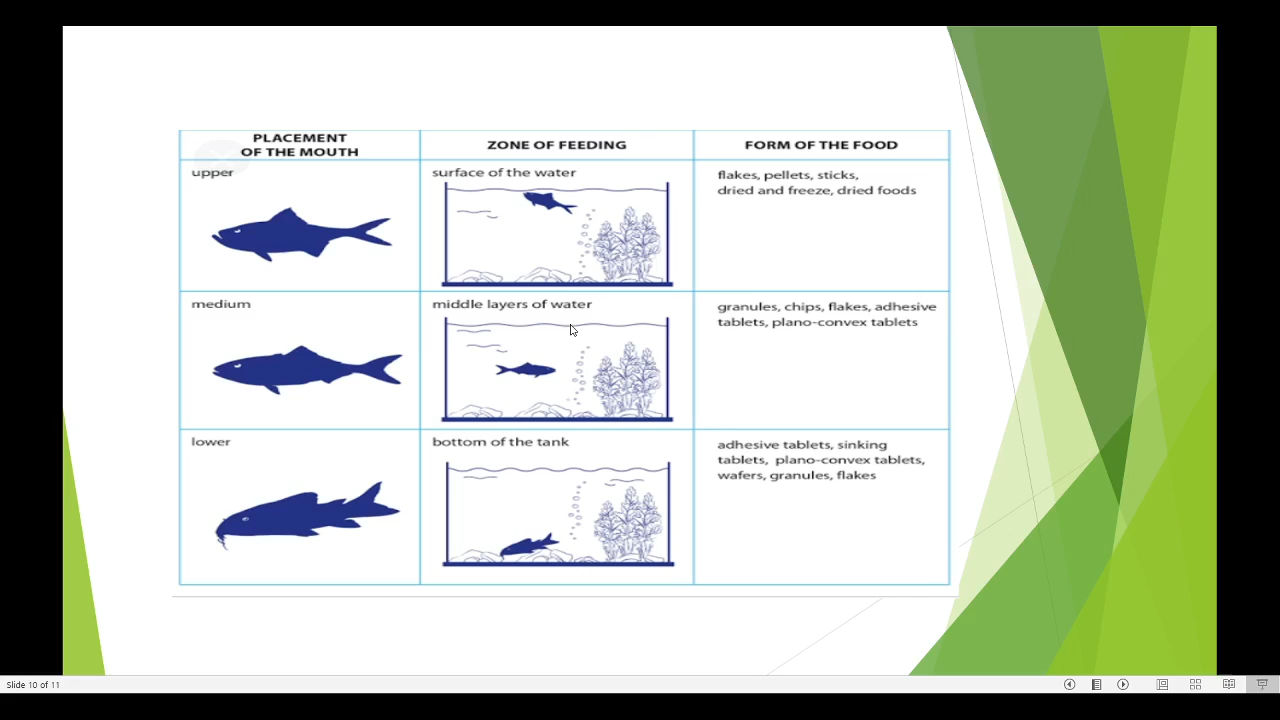 PLACEMENT
OF THE MOUTH
ZONE OF FEEDING
FORM OF THE FOOD
upper
surface of the water
flakes, pellets, sticks,
dried and freeze, dried foods
medium
middle layers of water
granules, chips, flakes, adhesive
tablets, plano-convex tablets
lower
bottom of the tank
adhesive tablets, sinking
tablets, plano-convex tablets,
wafers, granules, flakes
Slide 10 of 11